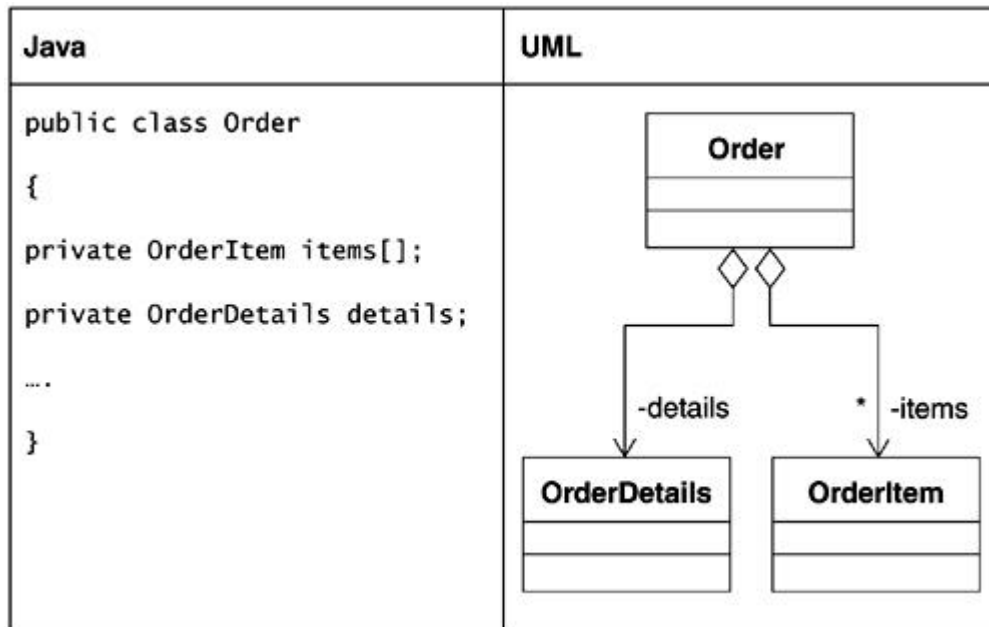 Java
UML
public class Order
{
private OrderItem items[];
private OrderDetails details;
....
}
Order
-details
* -items
OrderDetails
OrderItem